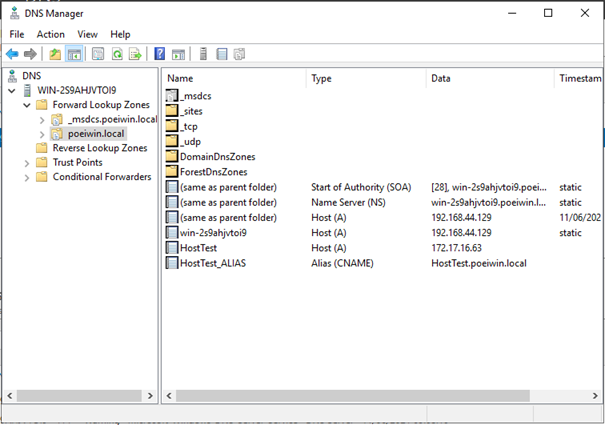 DNS Manager
File Action View Help
DNS
WIN-2S9AHJVTOI9
Forward Lookup Zones
_msdcs.poeiwin.local
poeiwin.local
Reverse Lookup Zones
Trust Points
Conditional Forwarders
Name Type Data Timestam
_msdcs
_sites
_tcp
_udp
DomainDnsZones
ForestDnsZones
(same as parent folder) Start of Authority (SOA) [28], win-2s9ahjvtoi9.poei... static
(same as parent folder) Name Server (NS) win-2s9ahjvtoi9.poeiwin.l... static
(same as parent folder) Host (A) 192.168.44.129 11/06/202
win-2s9ahjvtoi9 Host (A) 192.168.44.129 static
HostTest Host (A) 172.17.16.63
HostTest_ALIAS Alias (CNAME) HostTest.poeiwin.local